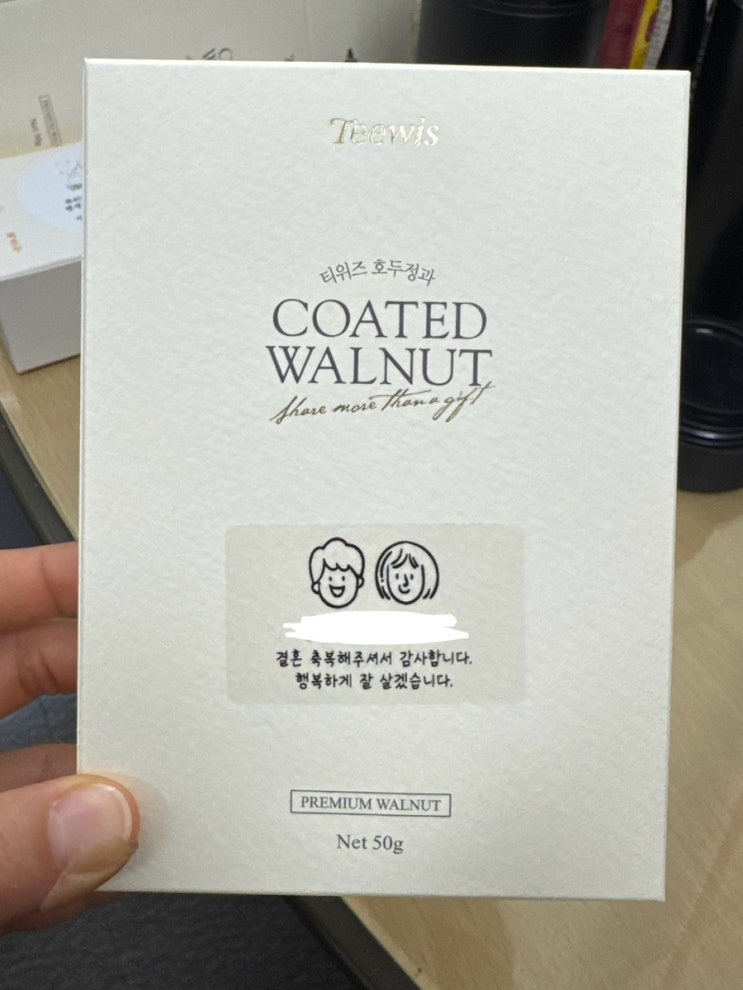 Teewis
티위즈 호두정과
COATED
WALNUT
Share more than a gift
결혼 축복해주셔서 감사합니다.
행복하게 잘 살겠습니다.
PREMIUM WALNUT
Net 50g